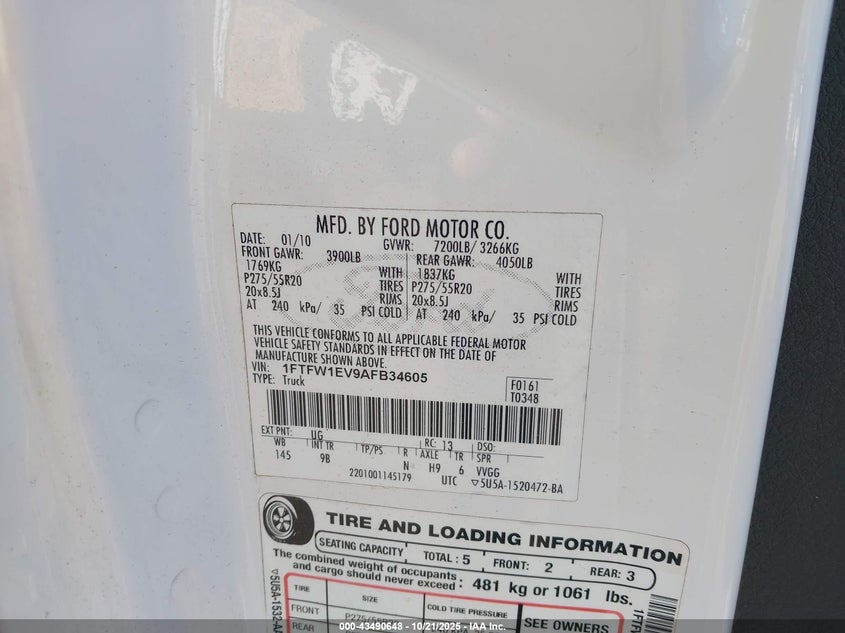 MFD. BY FORD MOTOR CO.
DATE: 01/10 GVWR: 7200LB/ 3266KG
FRONT GAWR: 3900LB REAR GAWR: 4050LB
1769KG WITH 1837KG WITH
P275/55R20 TIRES P275/55R20 TIRES
20x8.5J RIMS 20x8.5J RIMS
AT 240 kPa/ 35 PSI COLD AT 240 kPa/ 35 PSI COLD
THIS VEHICLE CONFORMS TO ALL APPLICABLE FEDERAL MOTOR
VEHICLE SAFETY STANDARDS IN EFFECT ON THE DATE OF
MANUFACTURE SHOWN ABOVE.
VIN: 1FTFW1EV9AFB34605
TYPE: Truck
F0161
T0348
EXT PNT: UG RC: 13 DSO:
WB INT TR TP/PS R AXLE TR SPR
145 9B N H9 6 VVGG
2201001145179 UTC ▽5U5A-1520472-BA
TIRE AND LOADING INFORMATION
SEATING CAPACITY TOTAL : 5 FRONT: 2 REAR: 3
The combined weight of occupants
and cargo should never exceed : 481 kg or 1061 lbs.
TIRE SIZE COLD TIRE PRESSURE
SEE OWNERS
FRONT
REAR
000-43490648 - 10/21/2025 - IAAI.COM